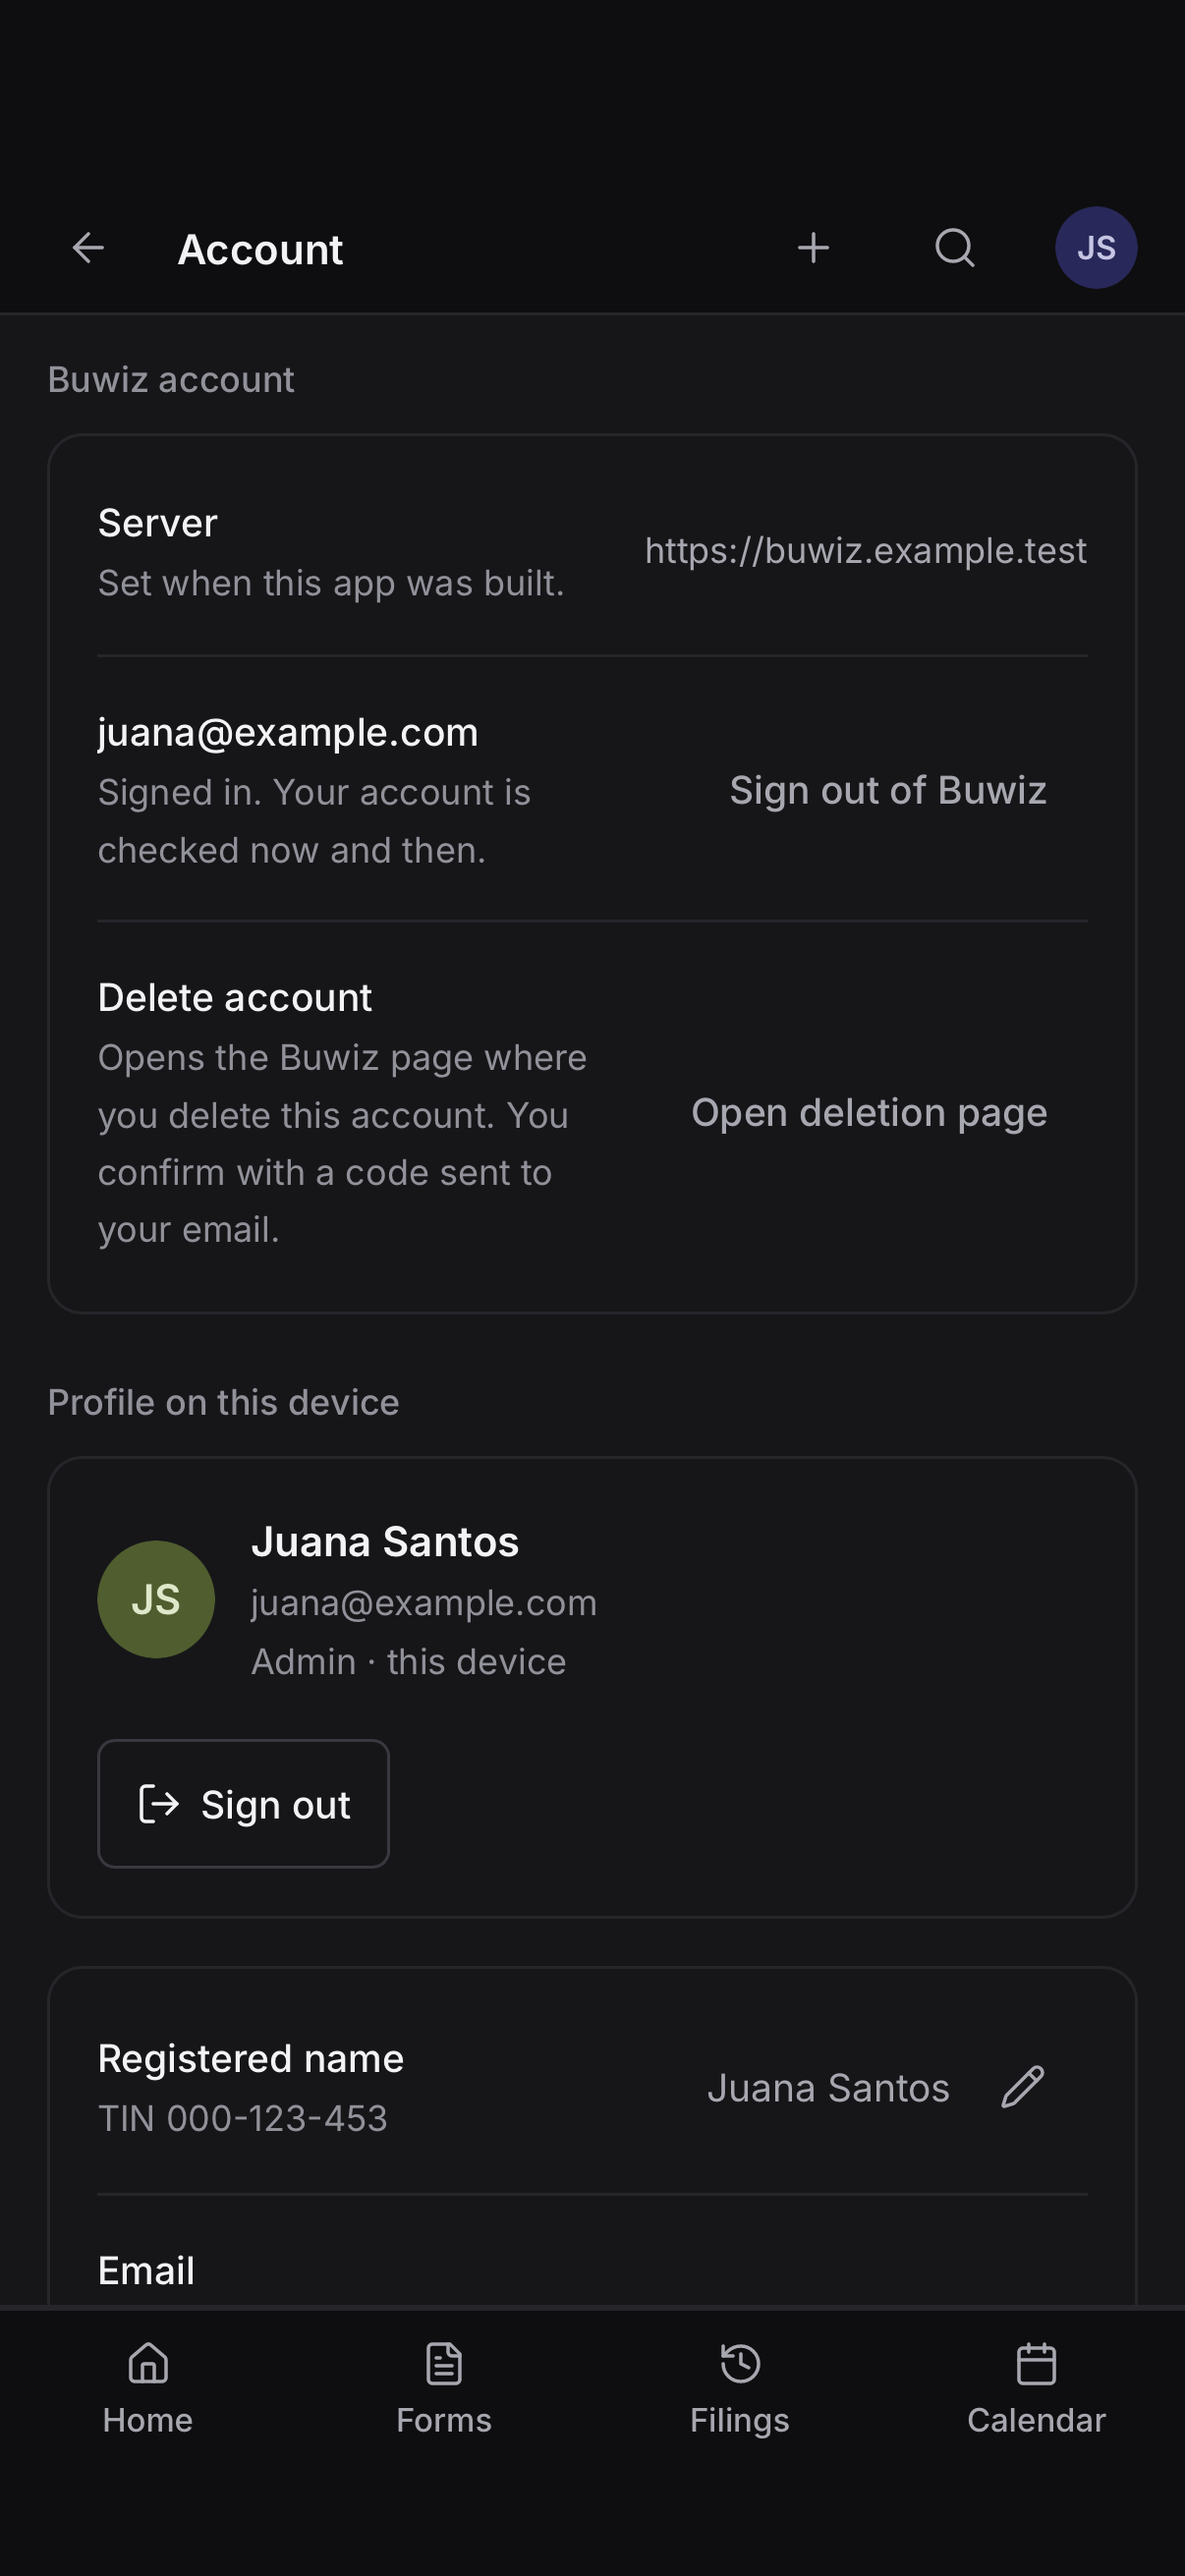 Account
JS
Buwiz account
Server
Set when this app was built.
https://buwiz.example.test
juana@example.com
Signed in. Your account is
checked now and then.
Sign out of Buwiz
Delete account
Opens the Buwiz page where
you delete this account. You
confirm with a code sent to
your email.
Open deletion page
Profile on this device
JS
Juana Santos
juana@example.com
Admin · this device
Sign out
Registered name
TIN 000-123-453
Juana Santos
Email
Home
Forms
Filings
Calendar